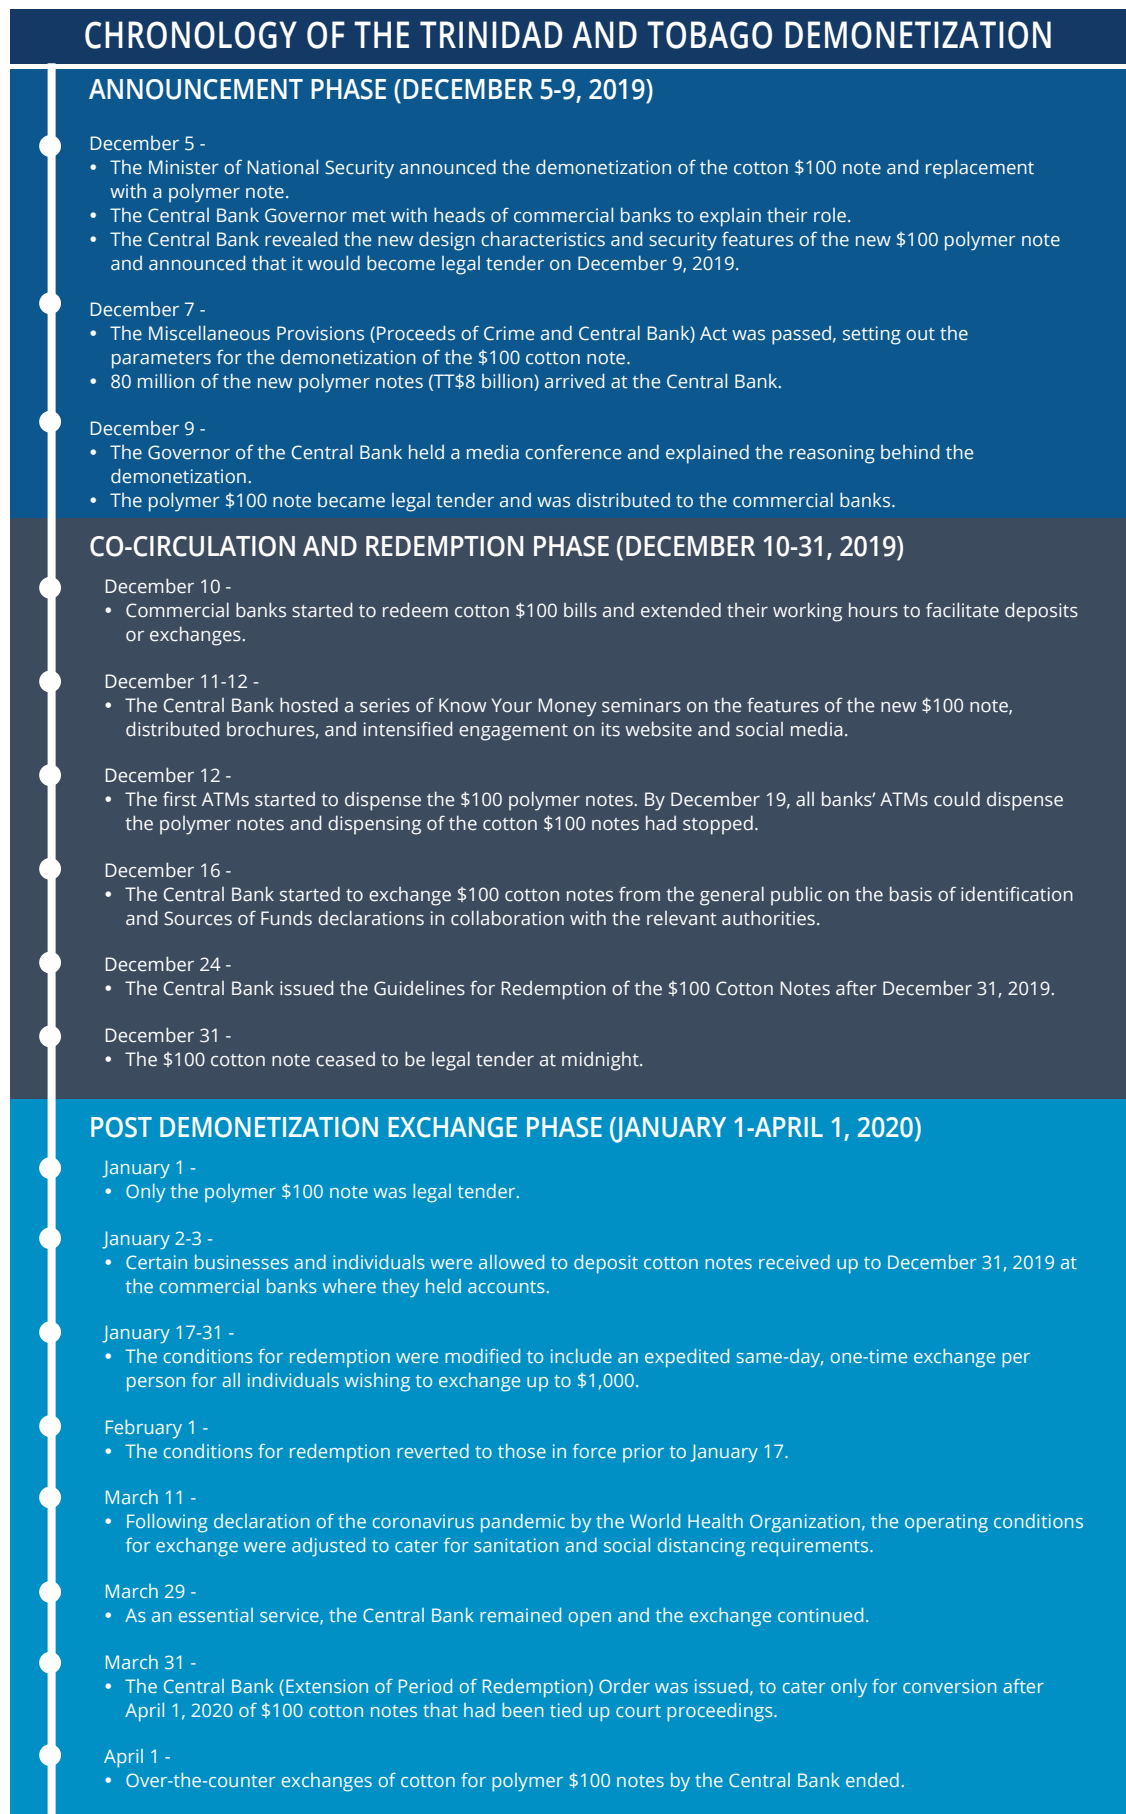 CHRONOLOGY OF THE TRINIDAD AND TOBAGO DEMONETIZATION
ANNOUNCEMENT PHASE (DECEMBER 5-9, 2019)
December 5 -
• The Minister of National Security announced the demonetization of the cotton $100 note and replacement
with a polymer note.
• The Central Bank Governor met with heads of commercial banks to explain their role.
• The Central Bank revealed the new design characteristics and security features of the new $100 polymer note
and announced that it would become legal tender on December 9, 2019.
December 7 -
• The Miscellaneous Provisions (Proceeds of Crime and Central Bank) Act was passed, setting out the
parameters for the demonetization of the $100 cotton note.
• 80 million of the new polymer notes (TT$8 billion) arrived at the Central Bank.
December 9 -
• The Governor of the Central Bank held a media conference and explained the reasoning behind the
demonetization.
• The polymer $100 note became legal tender and was distributed to the commercial banks.
CO-CIRCULATION AND REDEMPTION PHASE (DECEMBER 10-31, 2019)
December 10 -
• Commercial banks started to redeem cotton $100 bills and extended their working hours to facilitate deposits
or exchanges.
December 11-12 -
• The Central Bank hosted a series of Know Your Money seminars on the features of the new $100 note,
distributed brochures, and intensified engagement on its website and social media.
December 12 -
• The first ATMs started to dispense the $100 polymer notes. By December 19, all banks’ ATMs could dispense
the polymer notes and dispensing of the cotton $100 notes had stopped.
December 16 -
• The Central Bank started to exchange $100 cotton notes from the general public on the basis of identification
and Sources of Funds declarations in collaboration with the relevant authorities.
December 24 -
• The Central Bank issued the Guidelines for Redemption of the $100 Cotton Notes after December 31, 2019.
December 31 -
• The $100 cotton note ceased to be legal tender at midnight.
POST DEMONETIZATION EXCHANGE PHASE (JANUARY 1-APRIL 1, 2020)
January 1 -
• Only the polymer $100 note was legal tender.
January 2-3 -
• Certain businesses and individuals were allowed to deposit cotton notes received up to December 31, 2019 at
the commercial banks where they held accounts.
January 17-31 -
• The conditions for redemption were modified to include an expedited same-day, one-time exchange per
person for all individuals wishing to exchange up to $1,000.
February 1 -
• The conditions for redemption reverted to those in force prior to January 17.
March 11 -
• Following declaration of the coronavirus pandemic by the World Health Organization, the operating conditions
for exchange were adjusted to cater for sanitation and social distancing requirements.
March 29 -
• As an essential service, the Central Bank remained open and the exchange continued.
March 31 -
• The Central Bank (Extension of Period of Redemption) Order was issued, to cater only for conversion after
April 1, 2020 of $100 cotton notes that had been tied up court proceedings.
April 1 -
• Over-the-counter exchanges of cotton for polymer $100 notes by the Central Bank ended.